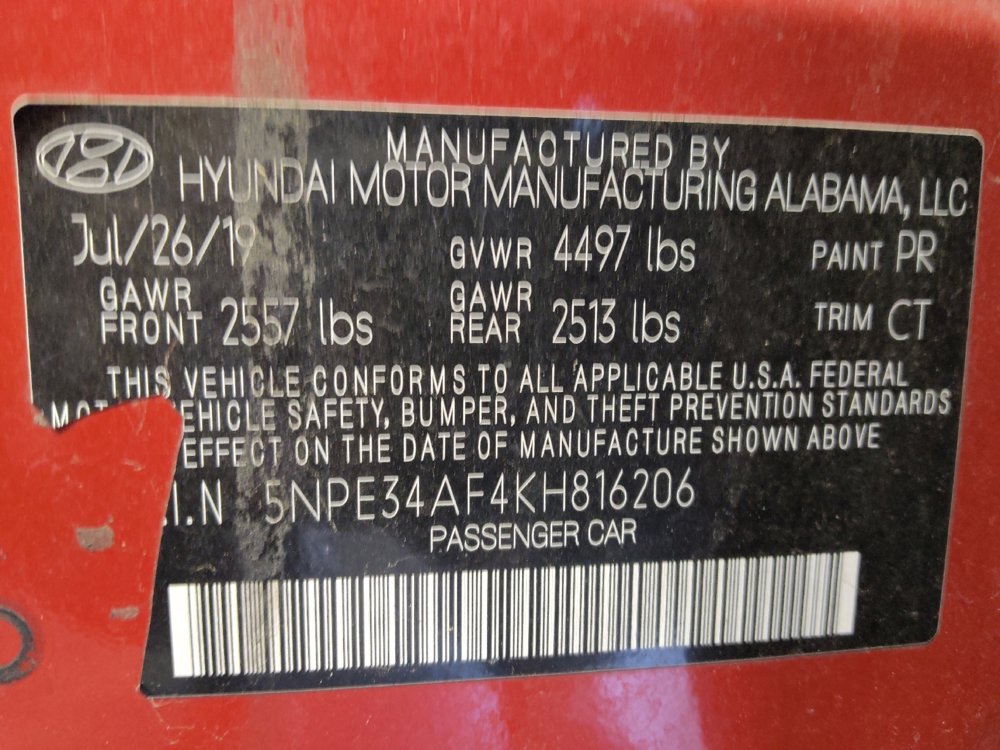 MANUFACTURED BY
HYUNDAI MOTOR MANUFACTURING ALABAMA, LLC
Jul/26/19 GVWR 4497 lbs PAINT PR
GAWR FRONT 2557 lbs GAWR REAR 2513 lbs TRIM CT
THIS VEHICLE CONFORMS TO ALL APPLICABLE U.S.A. FEDERAL
VEHICLE SAFETY, BUMPER, AND THEFT PREVENTION STANDARDS
EFFECT ON THE DATE OF MANUFACTURE SHOWN ABOVE
.I.N 5NPE34AF4KH816206
PASSENGER CAR